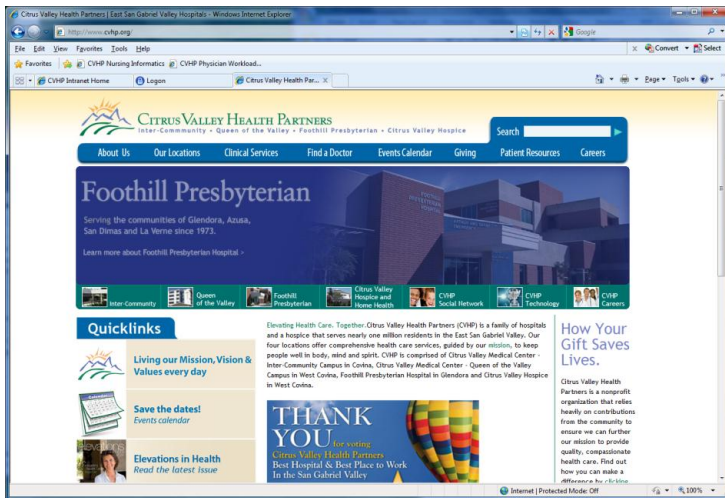 Citrus Valley Health Partners | East San Gabriel Valley Hospitals - Windows Internet Explorer
http://www.cvhp.org/
Google
File Edit View Favorites Tools Help
Convert Select
Favorites CVHP Nursing Informatics CVHP Physician Workload...
CVHP Intranet Home Logon Citrus Valley Health Par... X
Page Tools
CITRUS VALLEY HEALTH PARTNERS
Inter-Community • Queen of the Valley • Foothill Presbyterian • Citrus Valley Hospice
Search
About Us Our Locations Clinical Services Find a Doctor Events Calendar Giving Patient Resources Careers
Foothill Presbyterian
Serving the communities of Glendora, Azusa,
San Dimas and La Verne since 1973.
Learn more about Foothill Presbyterian Hospital >
Inter-Community
Queen
of the Valley
Foothill
Presbyterian
Citrus Valley
Hospice and
Home Health
CVHP
Social Network
CVHP
Technology
CVHP
Careers
Quicklinks
Living our Mission, Vision &
Values every day
Save the dates!
Events calendar
Elevations in Health
Read the latest issue
Elevating Health Care. Together. Citrus Valley Health Partners (CVHP) is a family of hospitals
and a hospice that serves nearly one million residents in the East San Gabriel Valley. Our
four locations offer comprehensive health care services, guided by our mission, to keep
people well in body, mind and spirit. CVHP is comprised of Citrus Valley Medical Center -
Inter-Community Campus in Covina, Citrus Valley Medical Center - Queen of the Valley
Campus in West Covina, Foothill Presbyterian Hospital in Glendora and Citrus Valley Hospice
in West Covina.
THANK
YOU for voting
Citrus Valley Health Partners
Best Hospital & Best Place to Work
In the San Gabriel Valley
How Your
Gift Saves
Lives.
Citrus Valley Health
Partners is a nonprofit
organization that relies
heavily on contributions
from the community to
ensure we can further
our mission to provide
quality, compassionate
health care. Find out
how you can make a
difference by clicking
Internet | Protected Mode: Off
100%